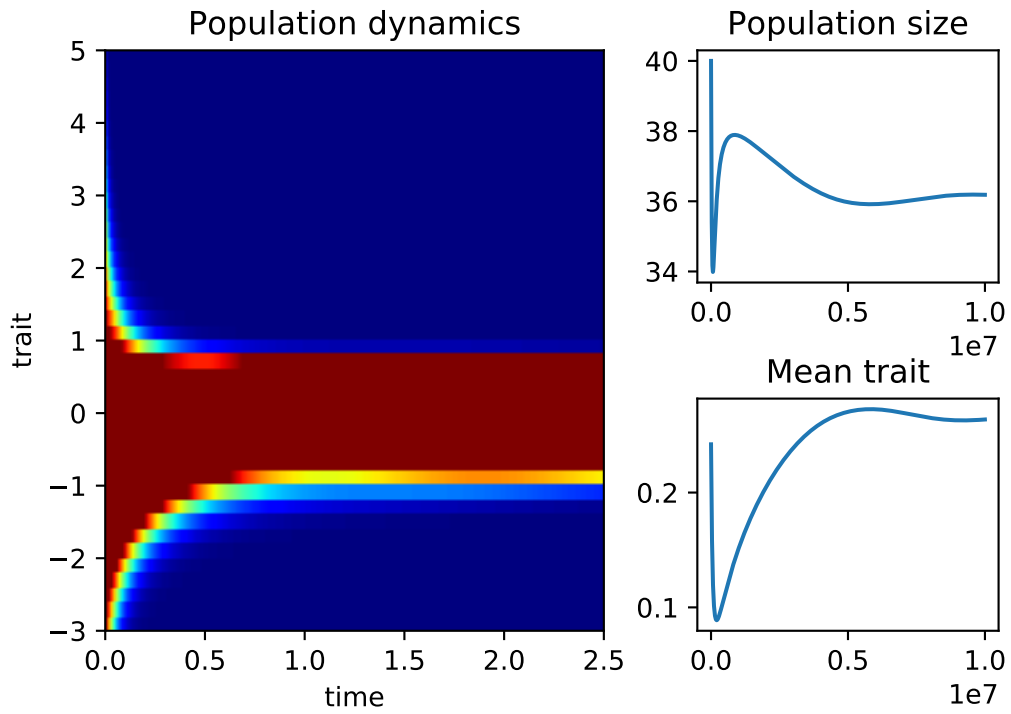 Population dynamics
5
4
3
2
1
0
−1
−2
−3
trait
0.0 0.5 1.0 1.5 2.0 2.5
time
Population size
40
38
36
34
0.0 0.5 1.0
1e7
Mean trait
0.2
0.1
0.0 0.5 1.0
1e7